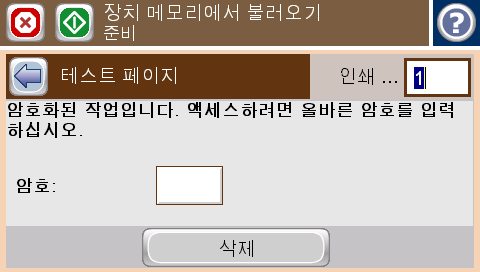 장치 메모리에서 불러오기
준비
?
테스트 페이지
인쇄 ... 1
암호화된 작업입니다. 액세스하려면 올바른 암호를 입력
하십시오.
암호:
삭제